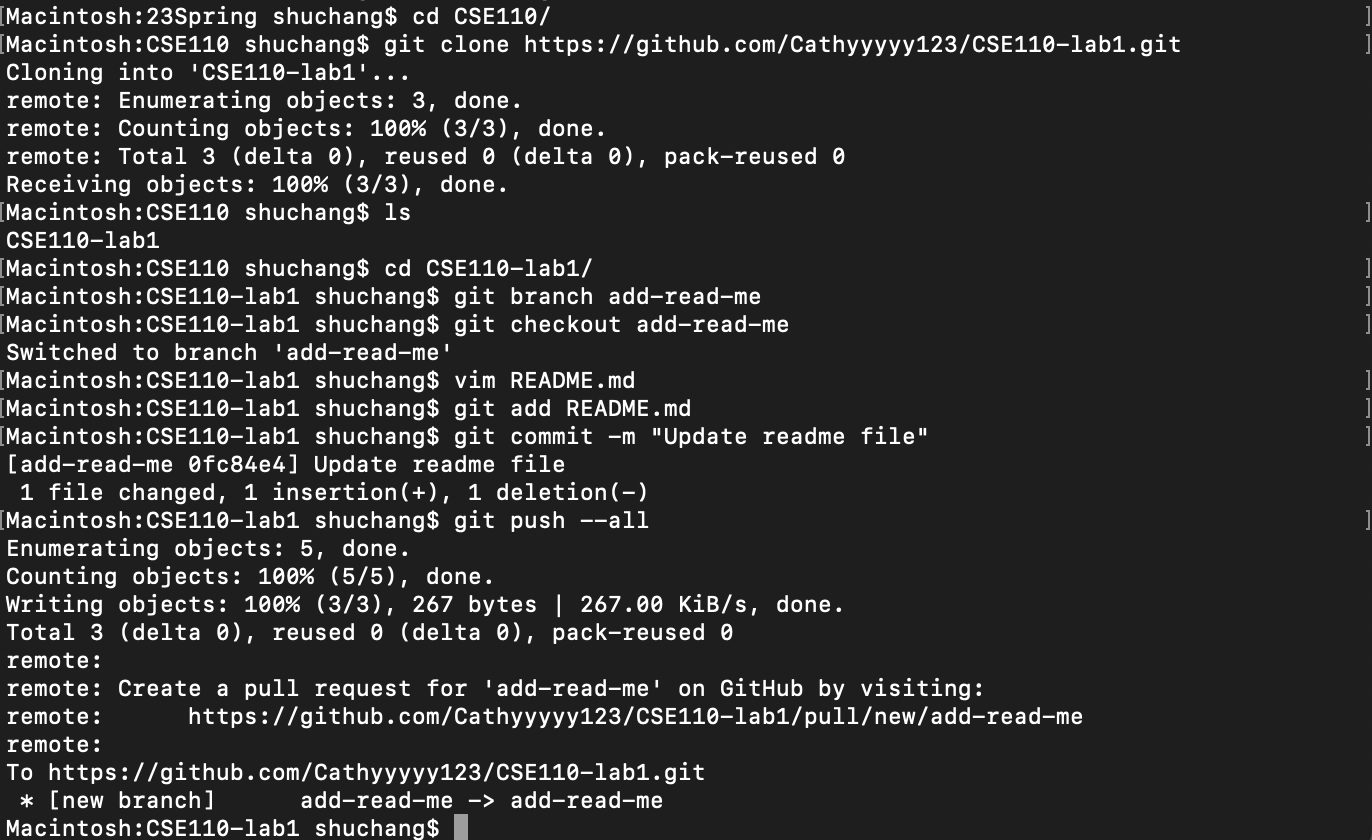 [Macintosh:23Spring shuchang$ cd CSE110/ ]
[Macintosh:CSE110 shuchang$ git clone https://github.com/Cathyyyyy123/CSE110-lab1.git ]
Cloning into 'CSE110-lab1'...
remote: Enumerating objects: 3, done.
remote: Counting objects: 100% (3/3), done.
remote: Total 3 (delta 0), reused 0 (delta 0), pack-reused 0
Receiving objects: 100% (3/3), done.
[Macintosh:CSE110 shuchang$ ls ]
CSE110-lab1
[Macintosh:CSE110 shuchang$ cd CSE110-lab1/ ]
[Macintosh:CSE110-lab1 shuchang$ git branch add-read-me ]
[Macintosh:CSE110-lab1 shuchang$ git checkout add-read-me ]
Switched to branch 'add-read-me'
[Macintosh:CSE110-lab1 shuchang$ vim README.md ]
[Macintosh:CSE110-lab1 shuchang$ git add README.md ]
[Macintosh:CSE110-lab1 shuchang$ git commit -m "Update readme file" ]
[add-read-me 0fc84e4] Update readme file
 1 file changed, 1 insertion(+), 1 deletion(-)
[Macintosh:CSE110-lab1 shuchang$ git push --all ]
Enumerating objects: 5, done.
Counting objects: 100% (5/5), done.
Writing objects: 100% (3/3), 267 bytes | 267.00 KiB/s, done.
Total 3 (delta 0), reused 0 (delta 0), pack-reused 0
remote:
remote: Create a pull request for 'add-read-me' on GitHub by visiting:
remote:      https://github.com/Cathyyyyy123/CSE110-lab1/pull/new/add-read-me
remote:
To https://github.com/Cathyyyyy123/CSE110-lab1.git
 * [new branch]      add-read-me -> add-read-me
Macintosh:CSE110-lab1 shuchang$